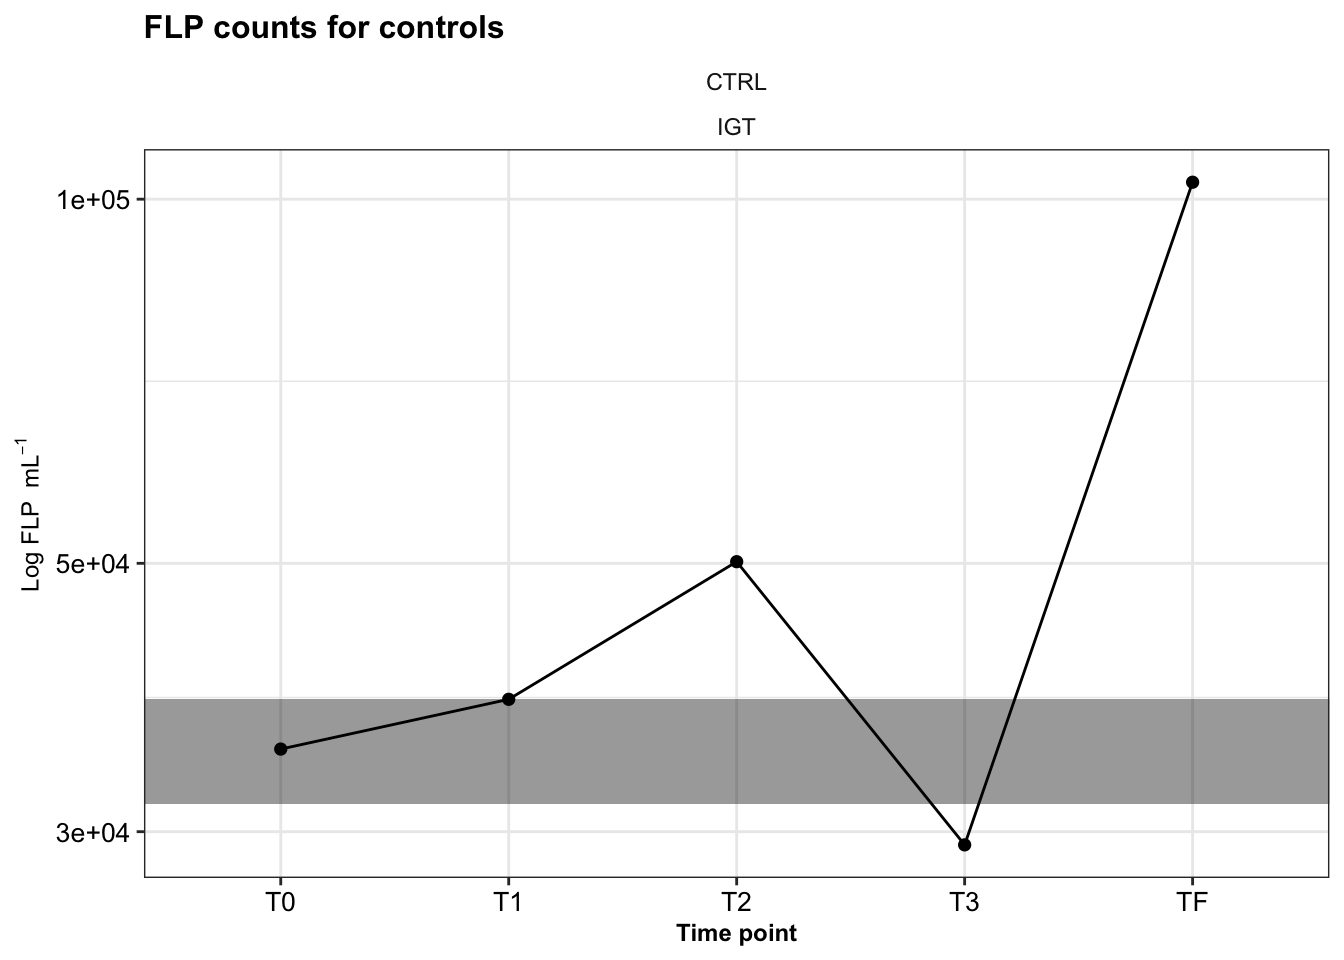 FLP counts for controls
CTRL
IGT
1e+05
5e+04
3e+04
Log FLP mL⁻¹
T0 T1 T2 T3 TF
Time point